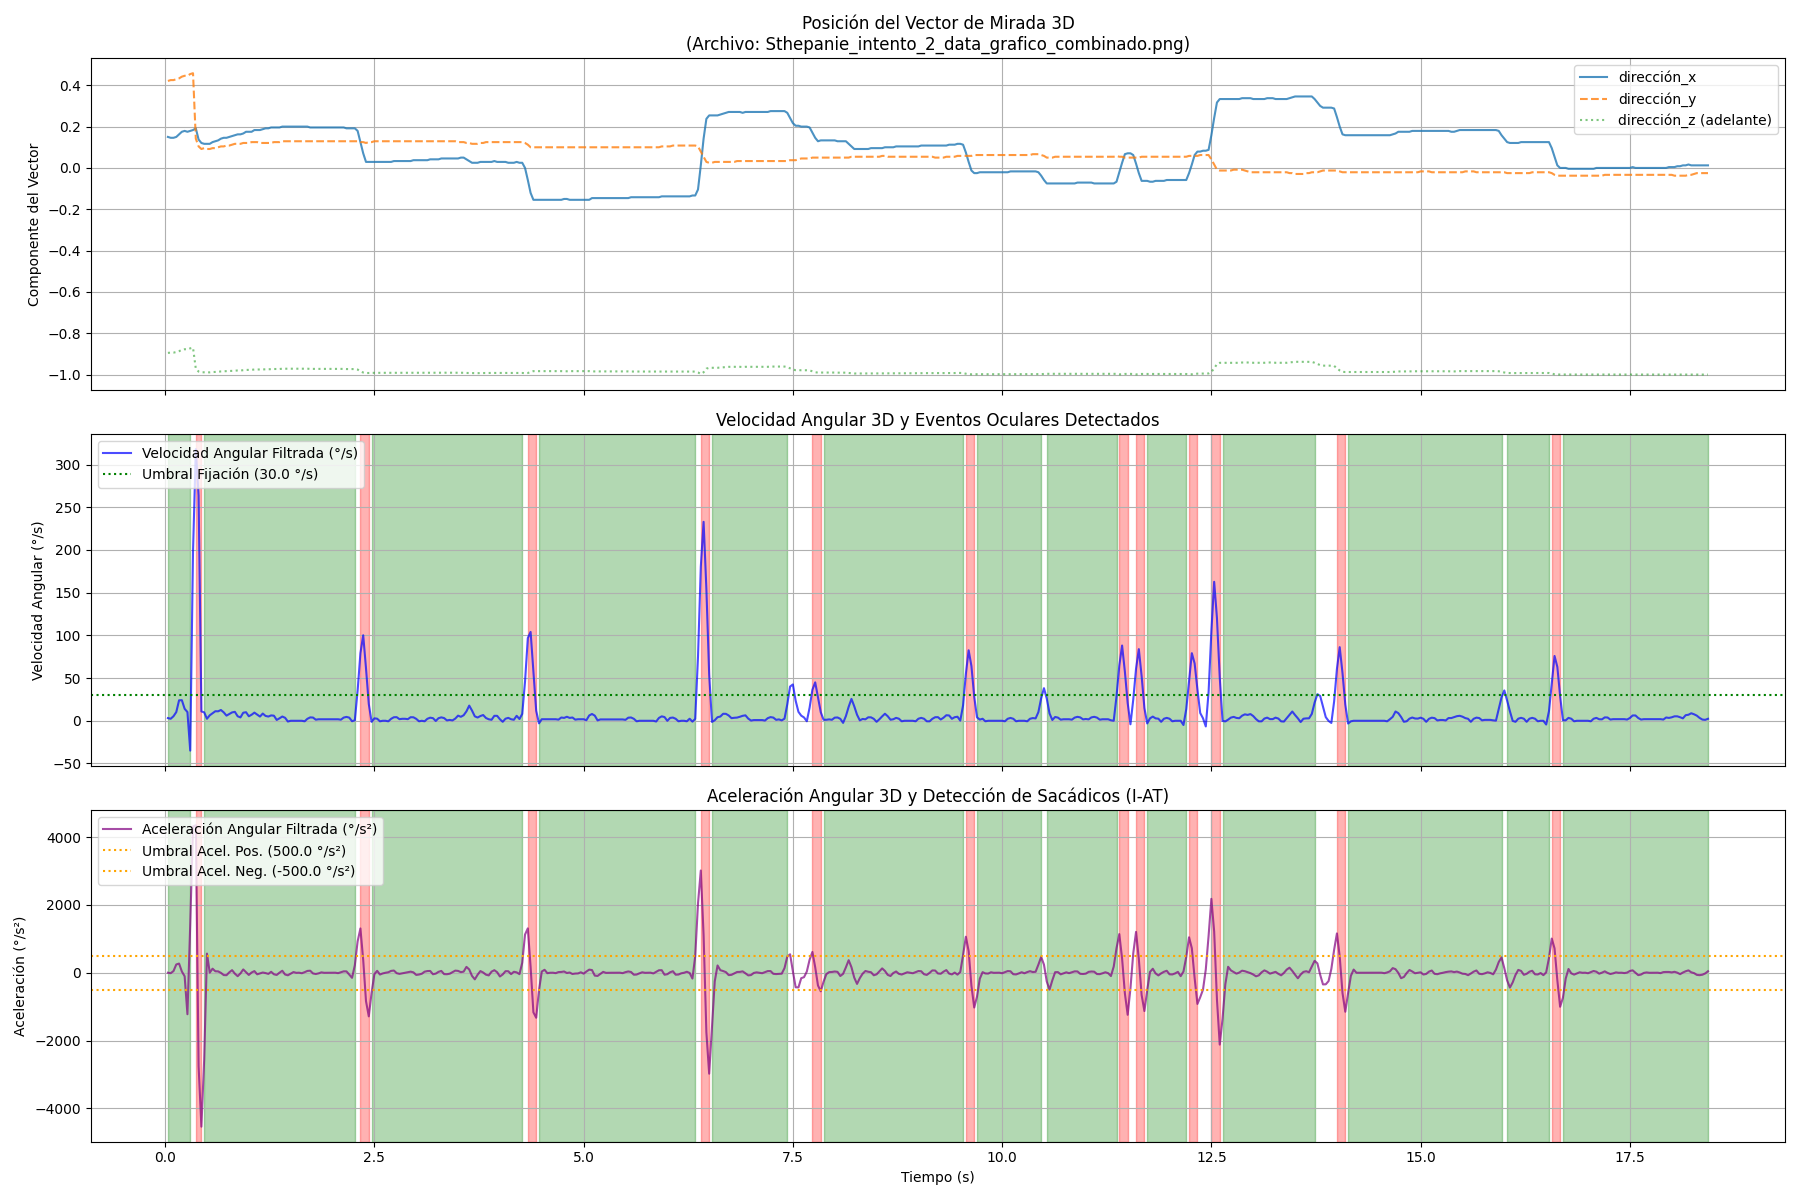 Posición del Vector de Mirada 3D
(Archivo: Sthepanie_intento_2_data_grafico_combinado.png)
Componente del Vector
0.4
0.2
0.0
−0.2
−0.4
−0.6
−0.8
−1.0
dirección_x
dirección_y
dirección_z (adelante)
Velocidad Angular 3D y Eventos Oculares Detectados
Velocidad Angular (°/s)
300
250
200
150
100
50
0
−50
Velocidad Angular Filtrada (°/s)
Umbral Fijación (30.0 °/s)
Aceleración Angular 3D y Detección de Sacádicos (I-AT)
Aceleración (°/s²)
4000
2000
0
−2000
−4000
Aceleración Angular Filtrada (°/s²)
Umbral Acel. Pos. (500.0 °/s²)
Umbral Acel. Neg. (-500.0 °/s²)
0.0
2.5
5.0
7.5
10.0
12.5
15.0
17.5
Tiempo (s)